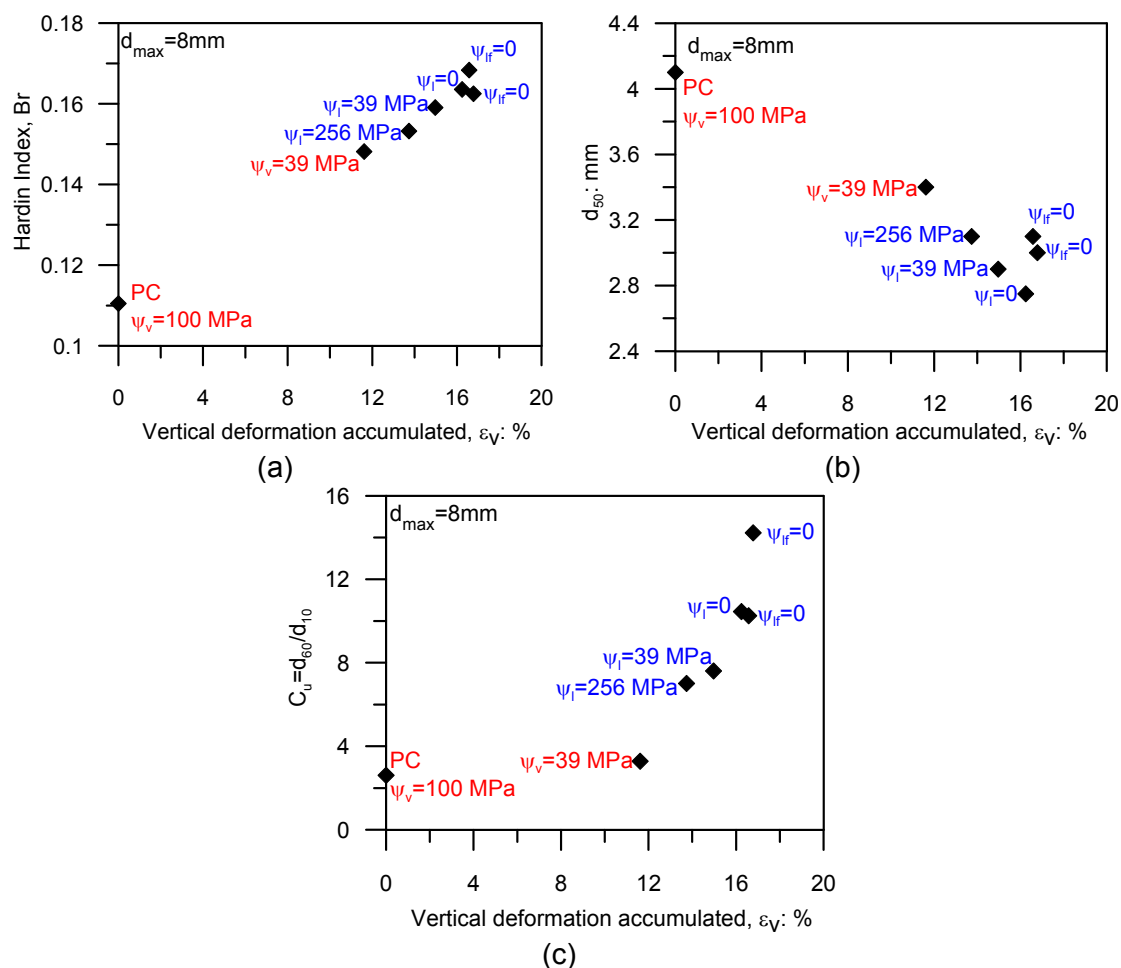 0.18
0.16
0.14
0.12
0.1
Hardin Index, Br
d_max=8mm
ψ_lf=0
ψ_l=0
ψ_lf=0
ψ_l=39 MPa
ψ_l=256 MPa
ψ_v=39 MPa
PC
ψ_v=100 MPa
0 4 8 12 16 20
Vertical deformation accumulated, ε_v: %
(a)
4.4
4
3.6
3.2
2.8
2.4
d_50: mm
d_max=8mm
PC
ψ_v=100 MPa
ψ_v=39 MPa
ψ_lf=0
ψ_l=256 MPa
ψ_lf=0
ψ_l=39 MPa
ψ_l=0
0 4 8 12 16 20
Vertical deformation accumulated, ε_v: %
(b)
16
12
8
4
0
C_u=d_60/d_10
d_max=8mm
ψ_lf=0
ψ_l=0
ψ_lf=0
ψ_l=39 MPa
ψ_l=256 MPa
PC
ψ_v=39 MPa
ψ_v=100 MPa
0 4 8 12 16 20
Vertical deformation accumulated, ε_v: %
(c)